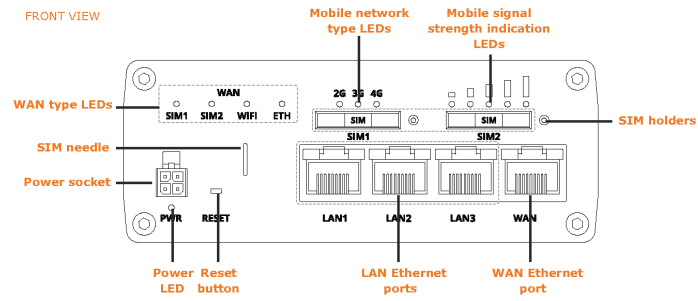 FRONT VIEW
Mobile network
type LEDs
Mobile signal
strength indication
LEDs
WAN type LEDs
WAN
SIM1 SIM2 WiFi ETH
2G 3G 4G
SIM
SIM1
SIM
SIM2
SIM holders
SIM needle
Power socket
PWR
RESET
LAN1
LAN2
LAN3
WAN
Power
LED
Reset
button
LAN Ethernet
ports
WAN Ethernet
port